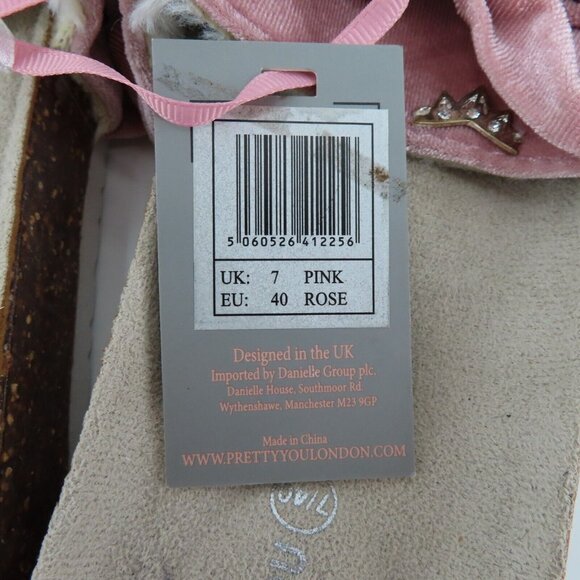 5 060526 412256
UK: 7 PINK
EU: 40 ROSE
Designed in the UK
Imported by Danielle Group plc.
Danielle House, Southmoor Rd.
Wythenshawe, Manchester M23 9GP
Made in China
WWW.PRETTYYOULONDON.COM